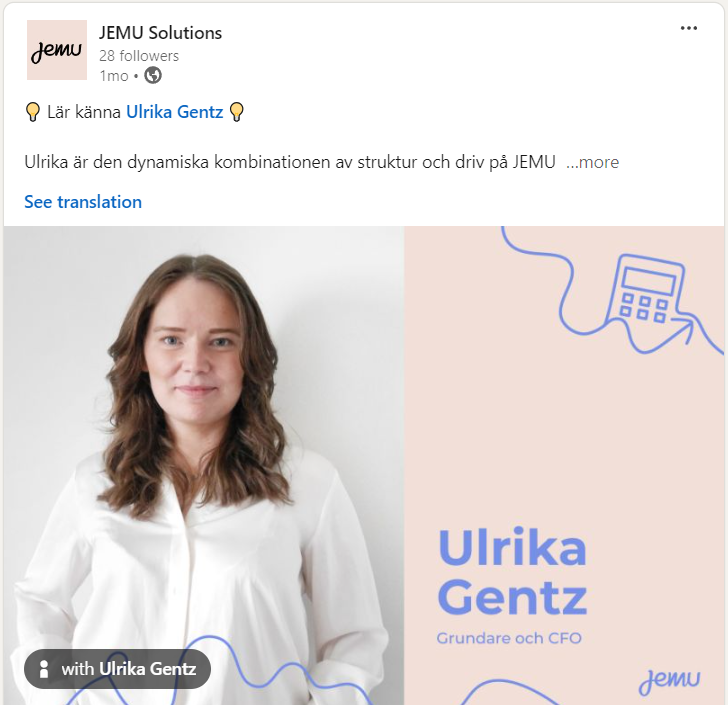 jemu
JEMU Solutions
28 followers
1mo •
Lär känna Ulrika Gentz
Ulrika är den dynamiska kombinationen av struktur och driv på JEMU ...more
See translation
Ulrika
Gentz
Grundare och CFO
with Ulrika Gentz
jemu